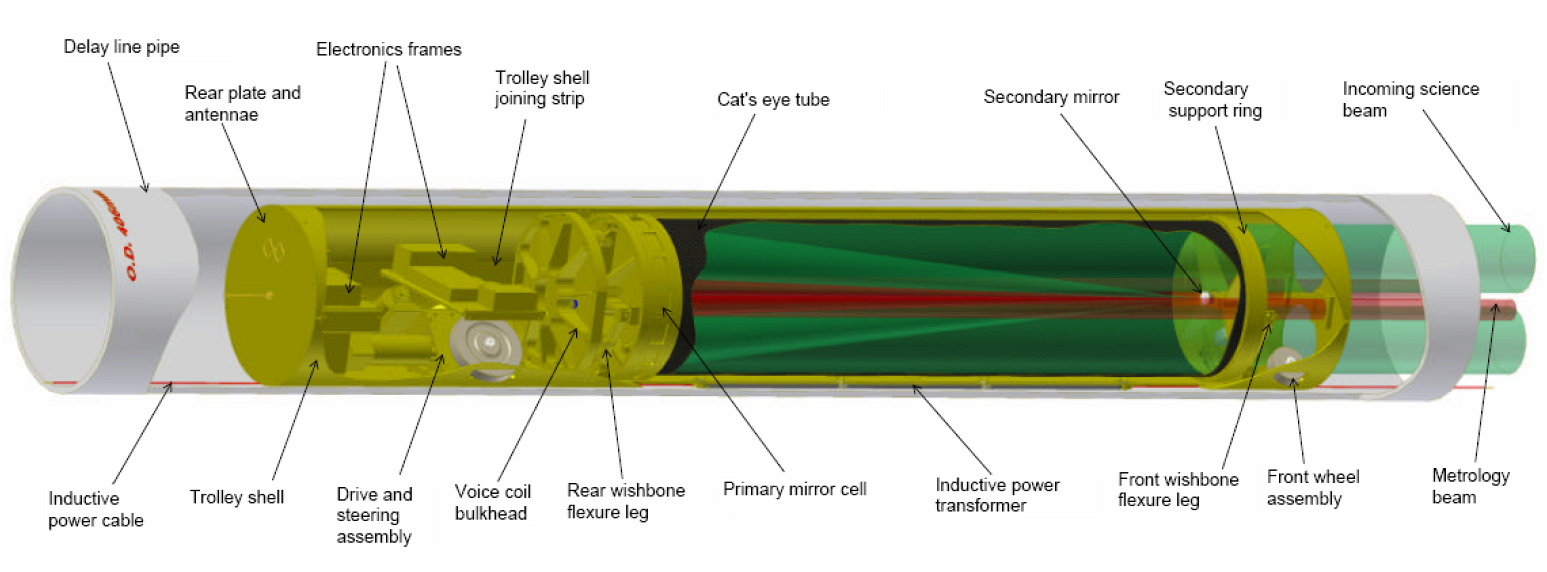 Delay line pipe
Electronics frames
Rear plate and
antennae
Trolley shell
joining strip
Cat's eye tube
Secondary mirror
Secondary
support ring
Incoming science
beam
Inductive
power cable
Trolley shell
Drive and
steering
assembly
Voice coil
bulkhead
Rear wishbone
flexure leg
Primary mirror cell
Inductive power
transformer
Front wishbone
flexure leg
Front wheel
assembly
Metrology
beam